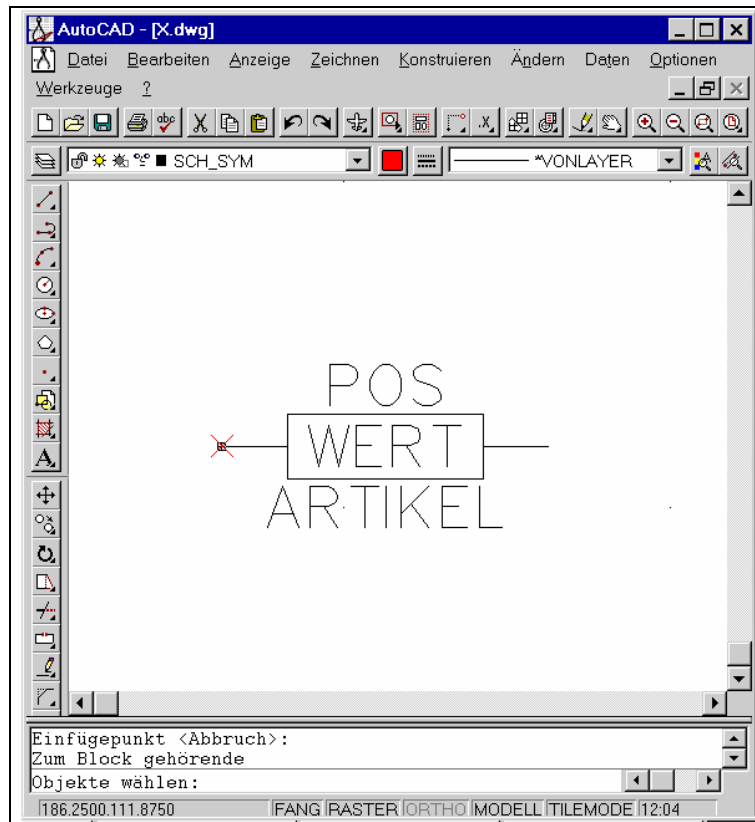 AutoCAD - [X.dwg]
Datei Bearbeiten Anzeige Zeichnen Konstruieren Ändern Daten Optionen
Werkzeuge ?
abc .X.
SCH_SYM *VONLAYER
A
POS
WERT
ARTIKEL
Einfügepunkt <Abbruch>:
Zum Block gehörende
Objekte wählen:
186.2500.111.8750 FANG RASTER ORTHO MODELL TILEMODE 12:04